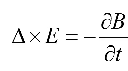 Δ × E = −∂B/∂t